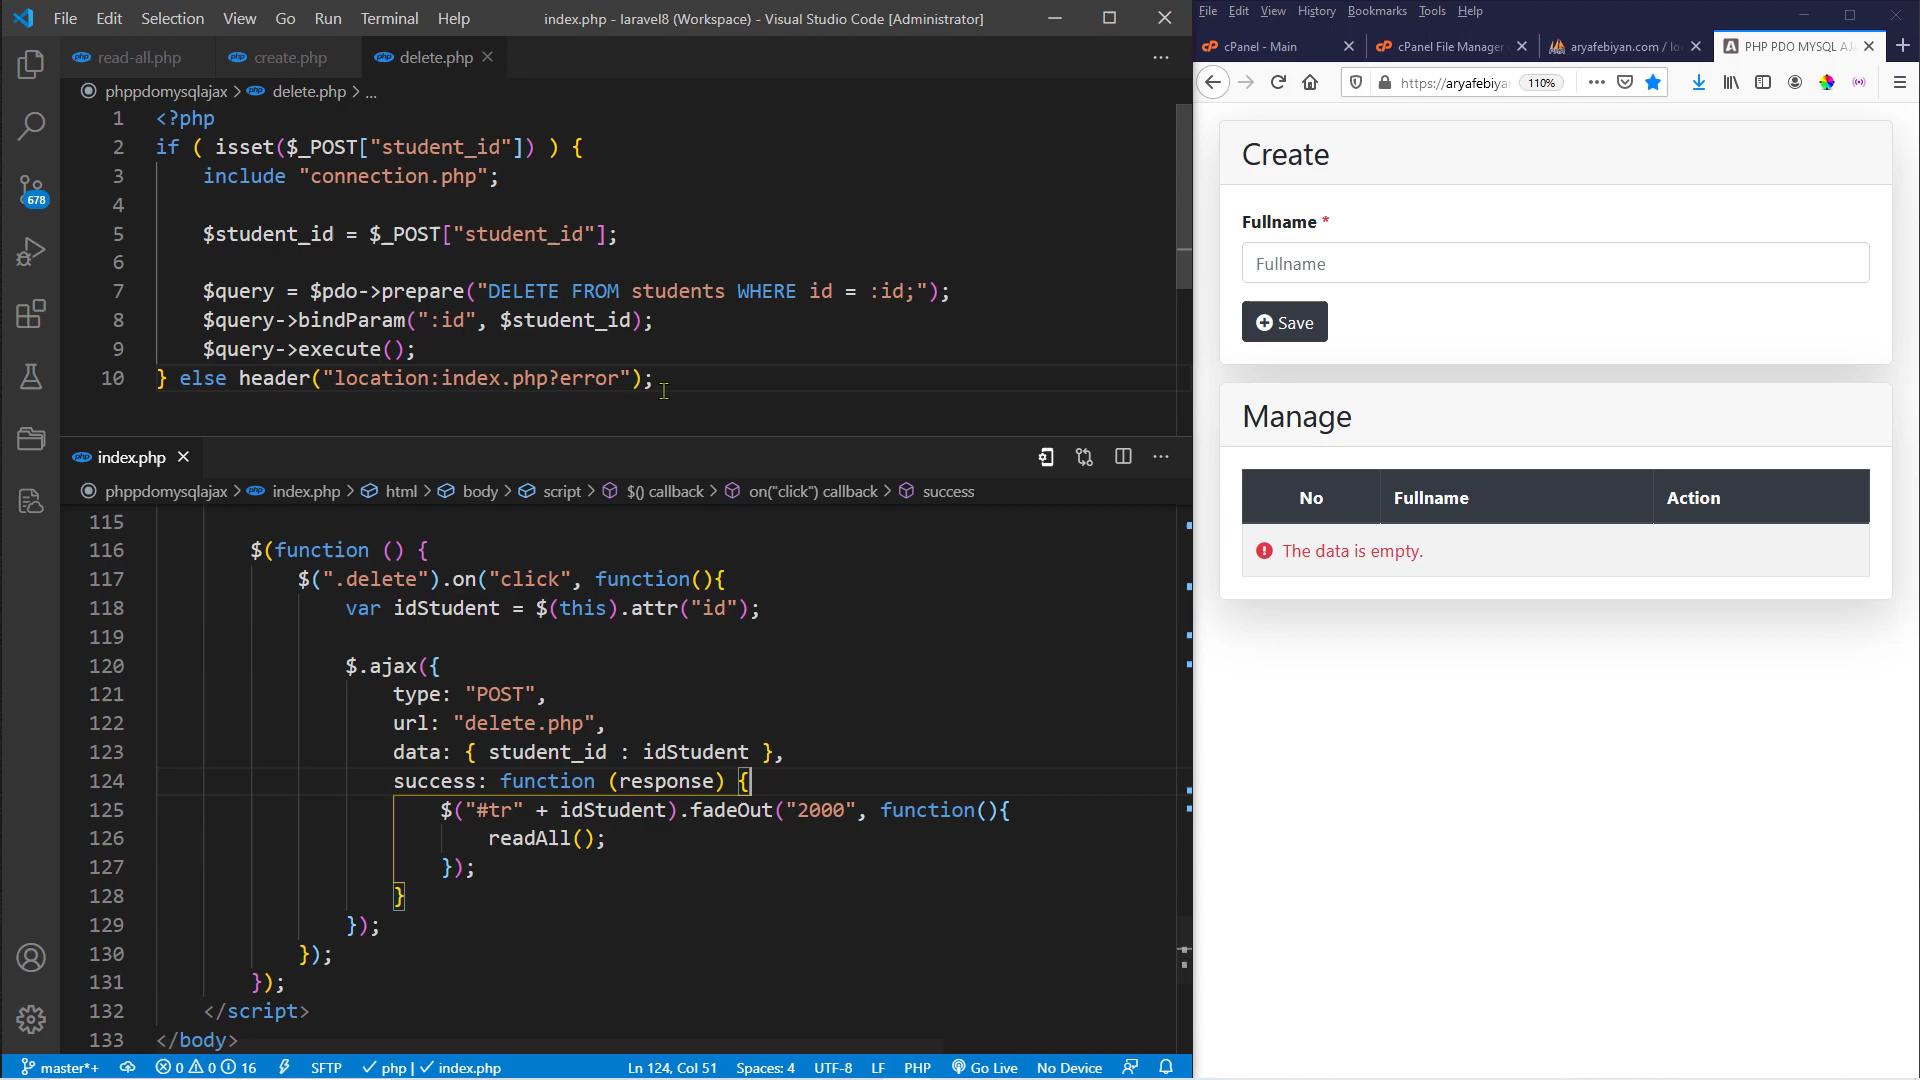 File Edit Selection View Go Run Terminal Help
index.php - laravel8 (Workspace) - Visual Studio Code [Administrator]
read-all.php
create.php
delete.php
phppdomysqlajax > delete.php > ...
1 <?php
2 if ( isset($_POST["student_id"]) ) {
3 include "connection.php";
4
5 $student_id = $_POST["student_id"];
6
7 $query = $pdo->prepare("DELETE FROM students WHERE id = :id;");
8 $query->bindParam(":id", $student_id);
9 $query->execute();
10 } else header("location:index.php?error");
678
index.php
phppdomysqlajax > index.php > html > body > script > $() callback > on("click") callback > success
115
116 $(function () {
117 $(".delete").on("click", function(){
118 var idStudent = $(this).attr("id");
119
120 $.ajax({
121 type: "POST",
122 url: "delete.php",
123 data: { student_id : idStudent },
124 success: function (response) {
125 $("#tr" + idStudent).fadeOut("2000", function(){
126 readAll();
127 });
128 }
129 });
130 });
131 });
132 </script>
133 </body>
master*+ 0 0 16 SFTP php | index.php Ln 124, Col 51 Spaces: 4 UTF-8 LF PHP Go Live No Device
File Edit View History Bookmarks Tools Help
cPanel - Main
cPanel File Manager
aryafebiyan.com / lo
PHP PDO MYSQL AJ
https://aryafebiya
110%
Create
Fullname *
Fullname
Save
Manage
No Fullname Action
The data is empty.